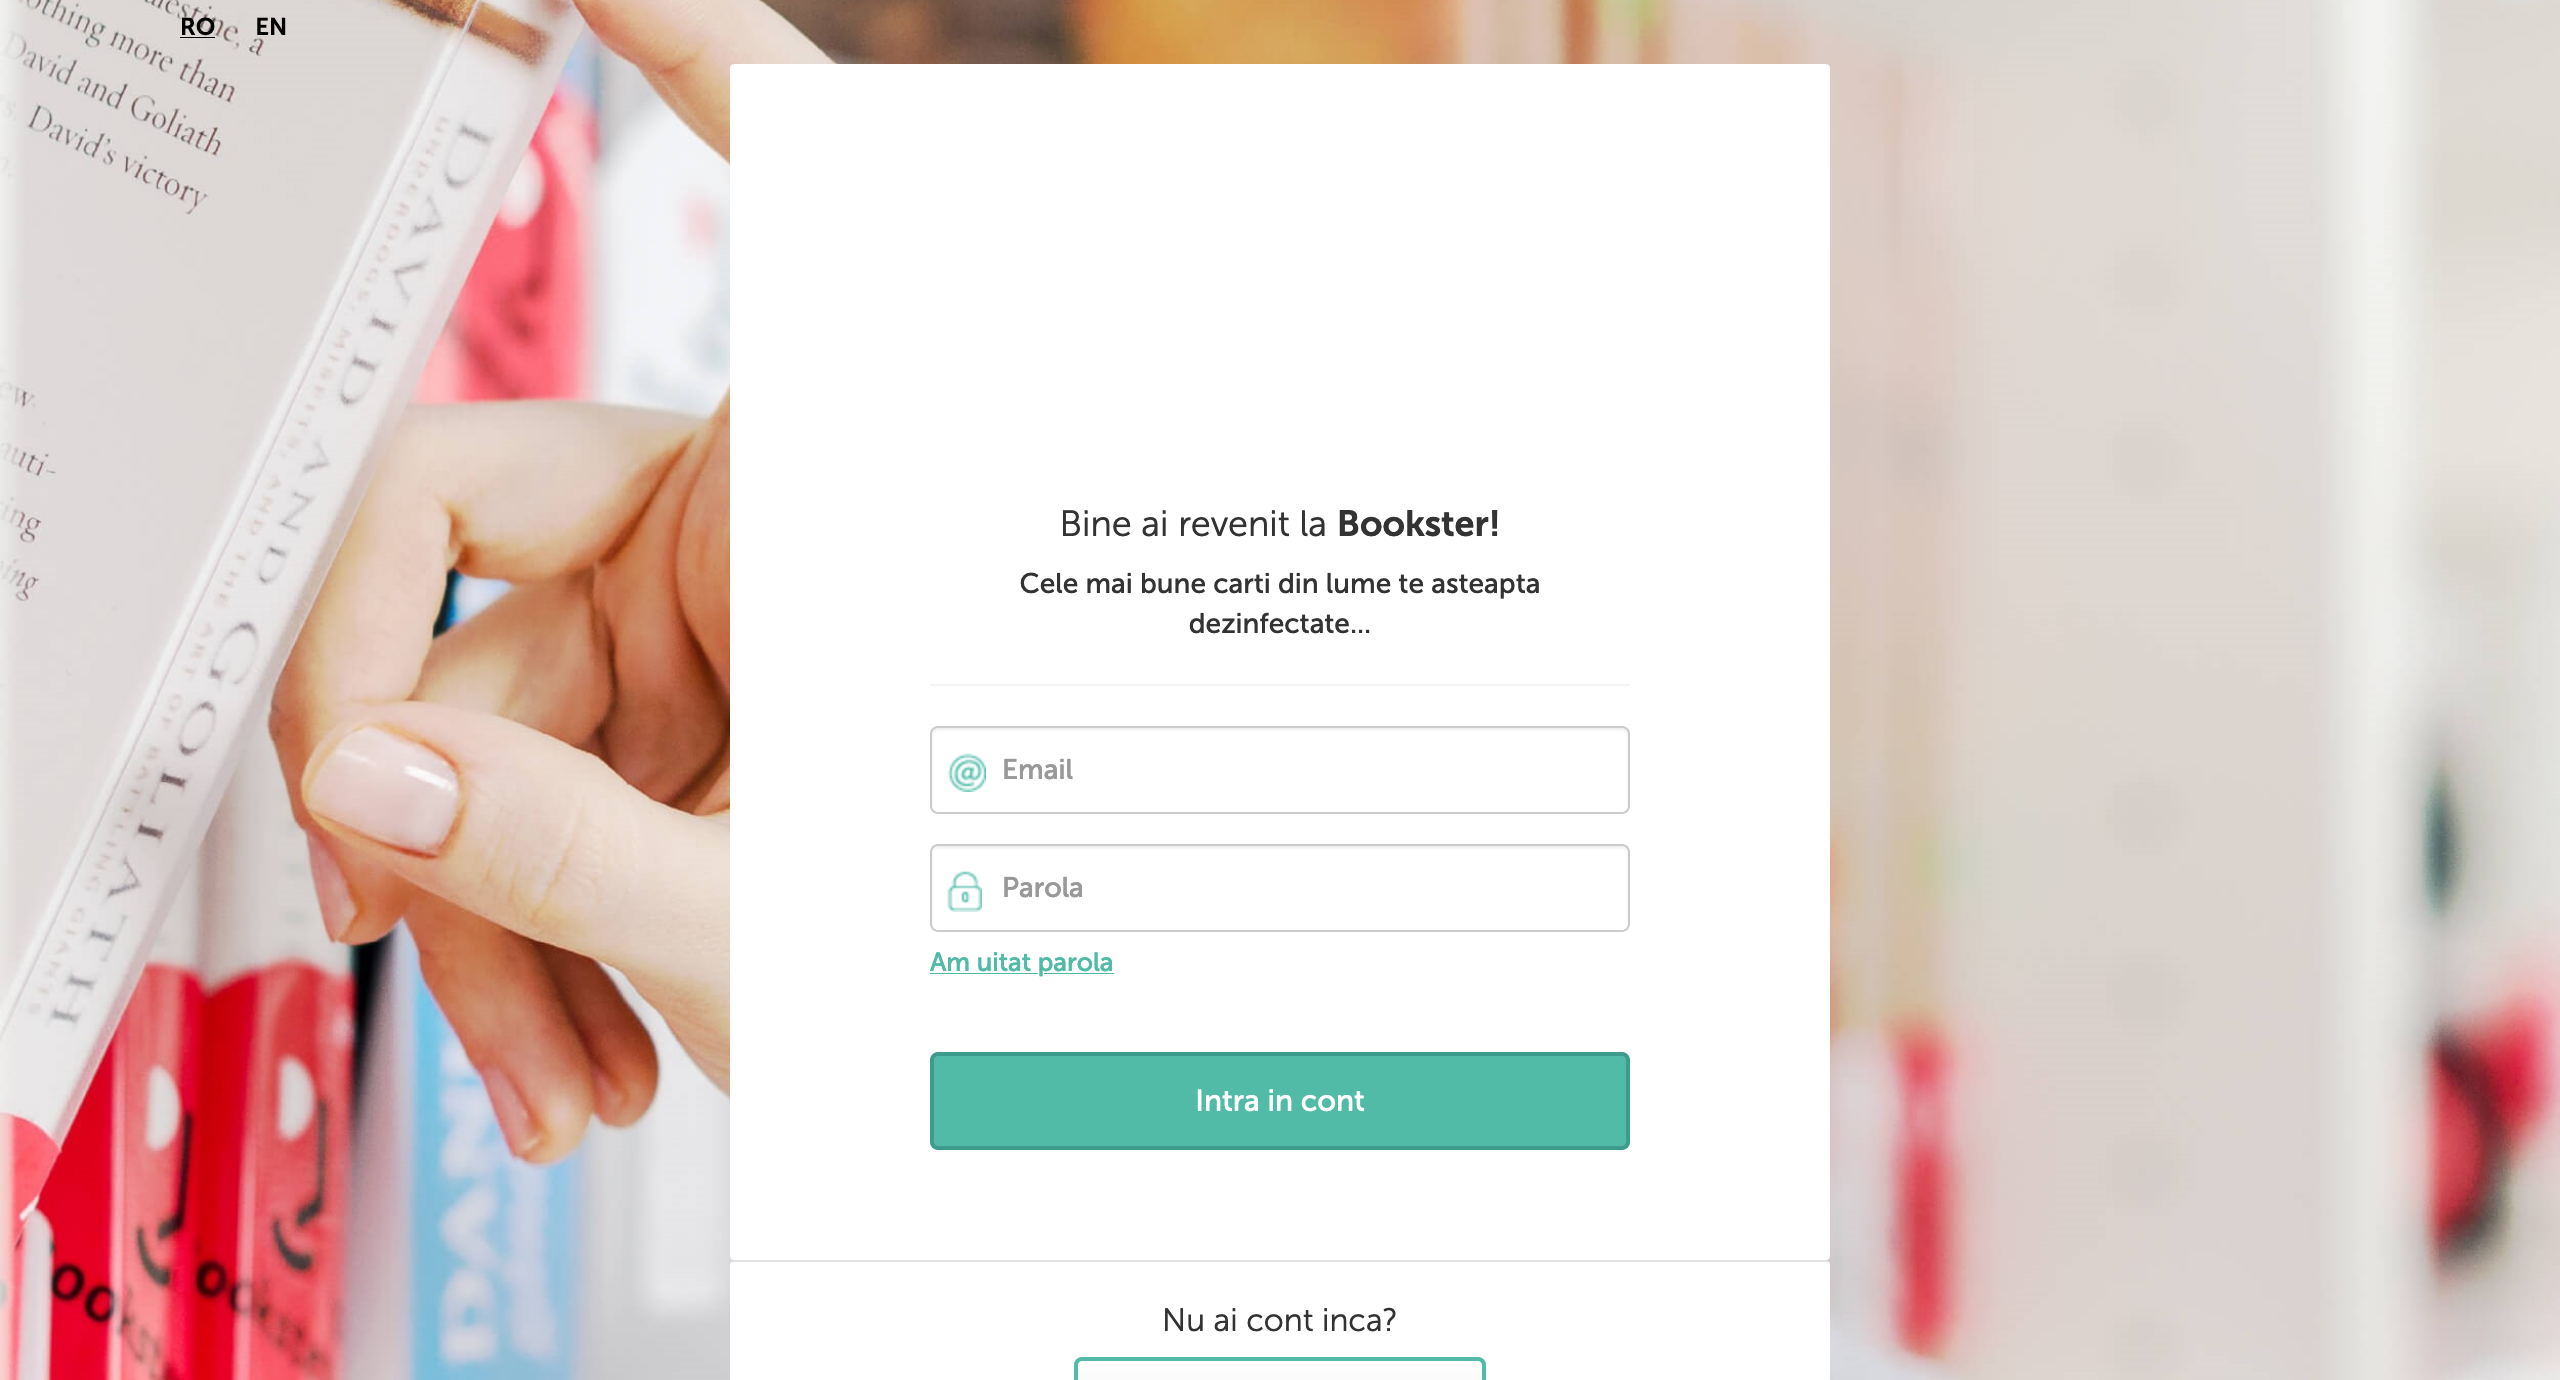 RO EN
nothing more than
David and Goliath
David's victory
DAVID AND GOLIATH
UNDERDOGS, MISFITS, AND THE ART OF BATTLING GIANTS
auti-
Bine ai revenit la Bookster!
Cele mai bune carti din lume te asteapta
dezinfectate...
Email
Parola
Am uitat parola
Intra in cont
Nu ai cont inca?